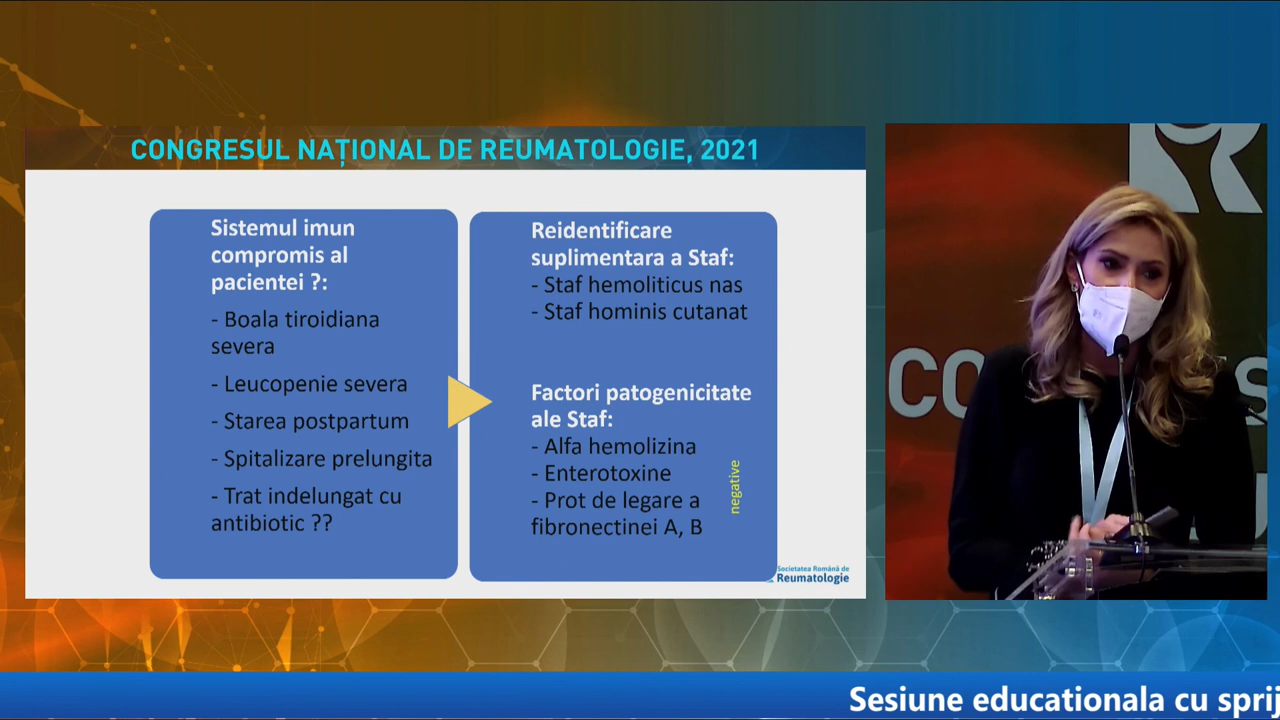 CONGRESUL NAȚIONAL DE REUMATOLOGIE, 2021
Sistemul imun
compromis al
pacientei ?:
- Boala tiroidiana
severa
- Leucopenie severa
- Starea postpartum
- Spitalizare prelungita
- Trat indelungat cu
antibiotic ??
Reidentificare
suplimentara a Staf:
- Staf hemoliticus nas
- Staf hominis cutanat
Factori patogenicitate
ale Staf:
- Alfa hemolizina
- Enterotoxine
- Prot de legare a
fibronectinei A, B
negative
Societatea Română de
Reumatologie
Sesiune educationala cu sprij